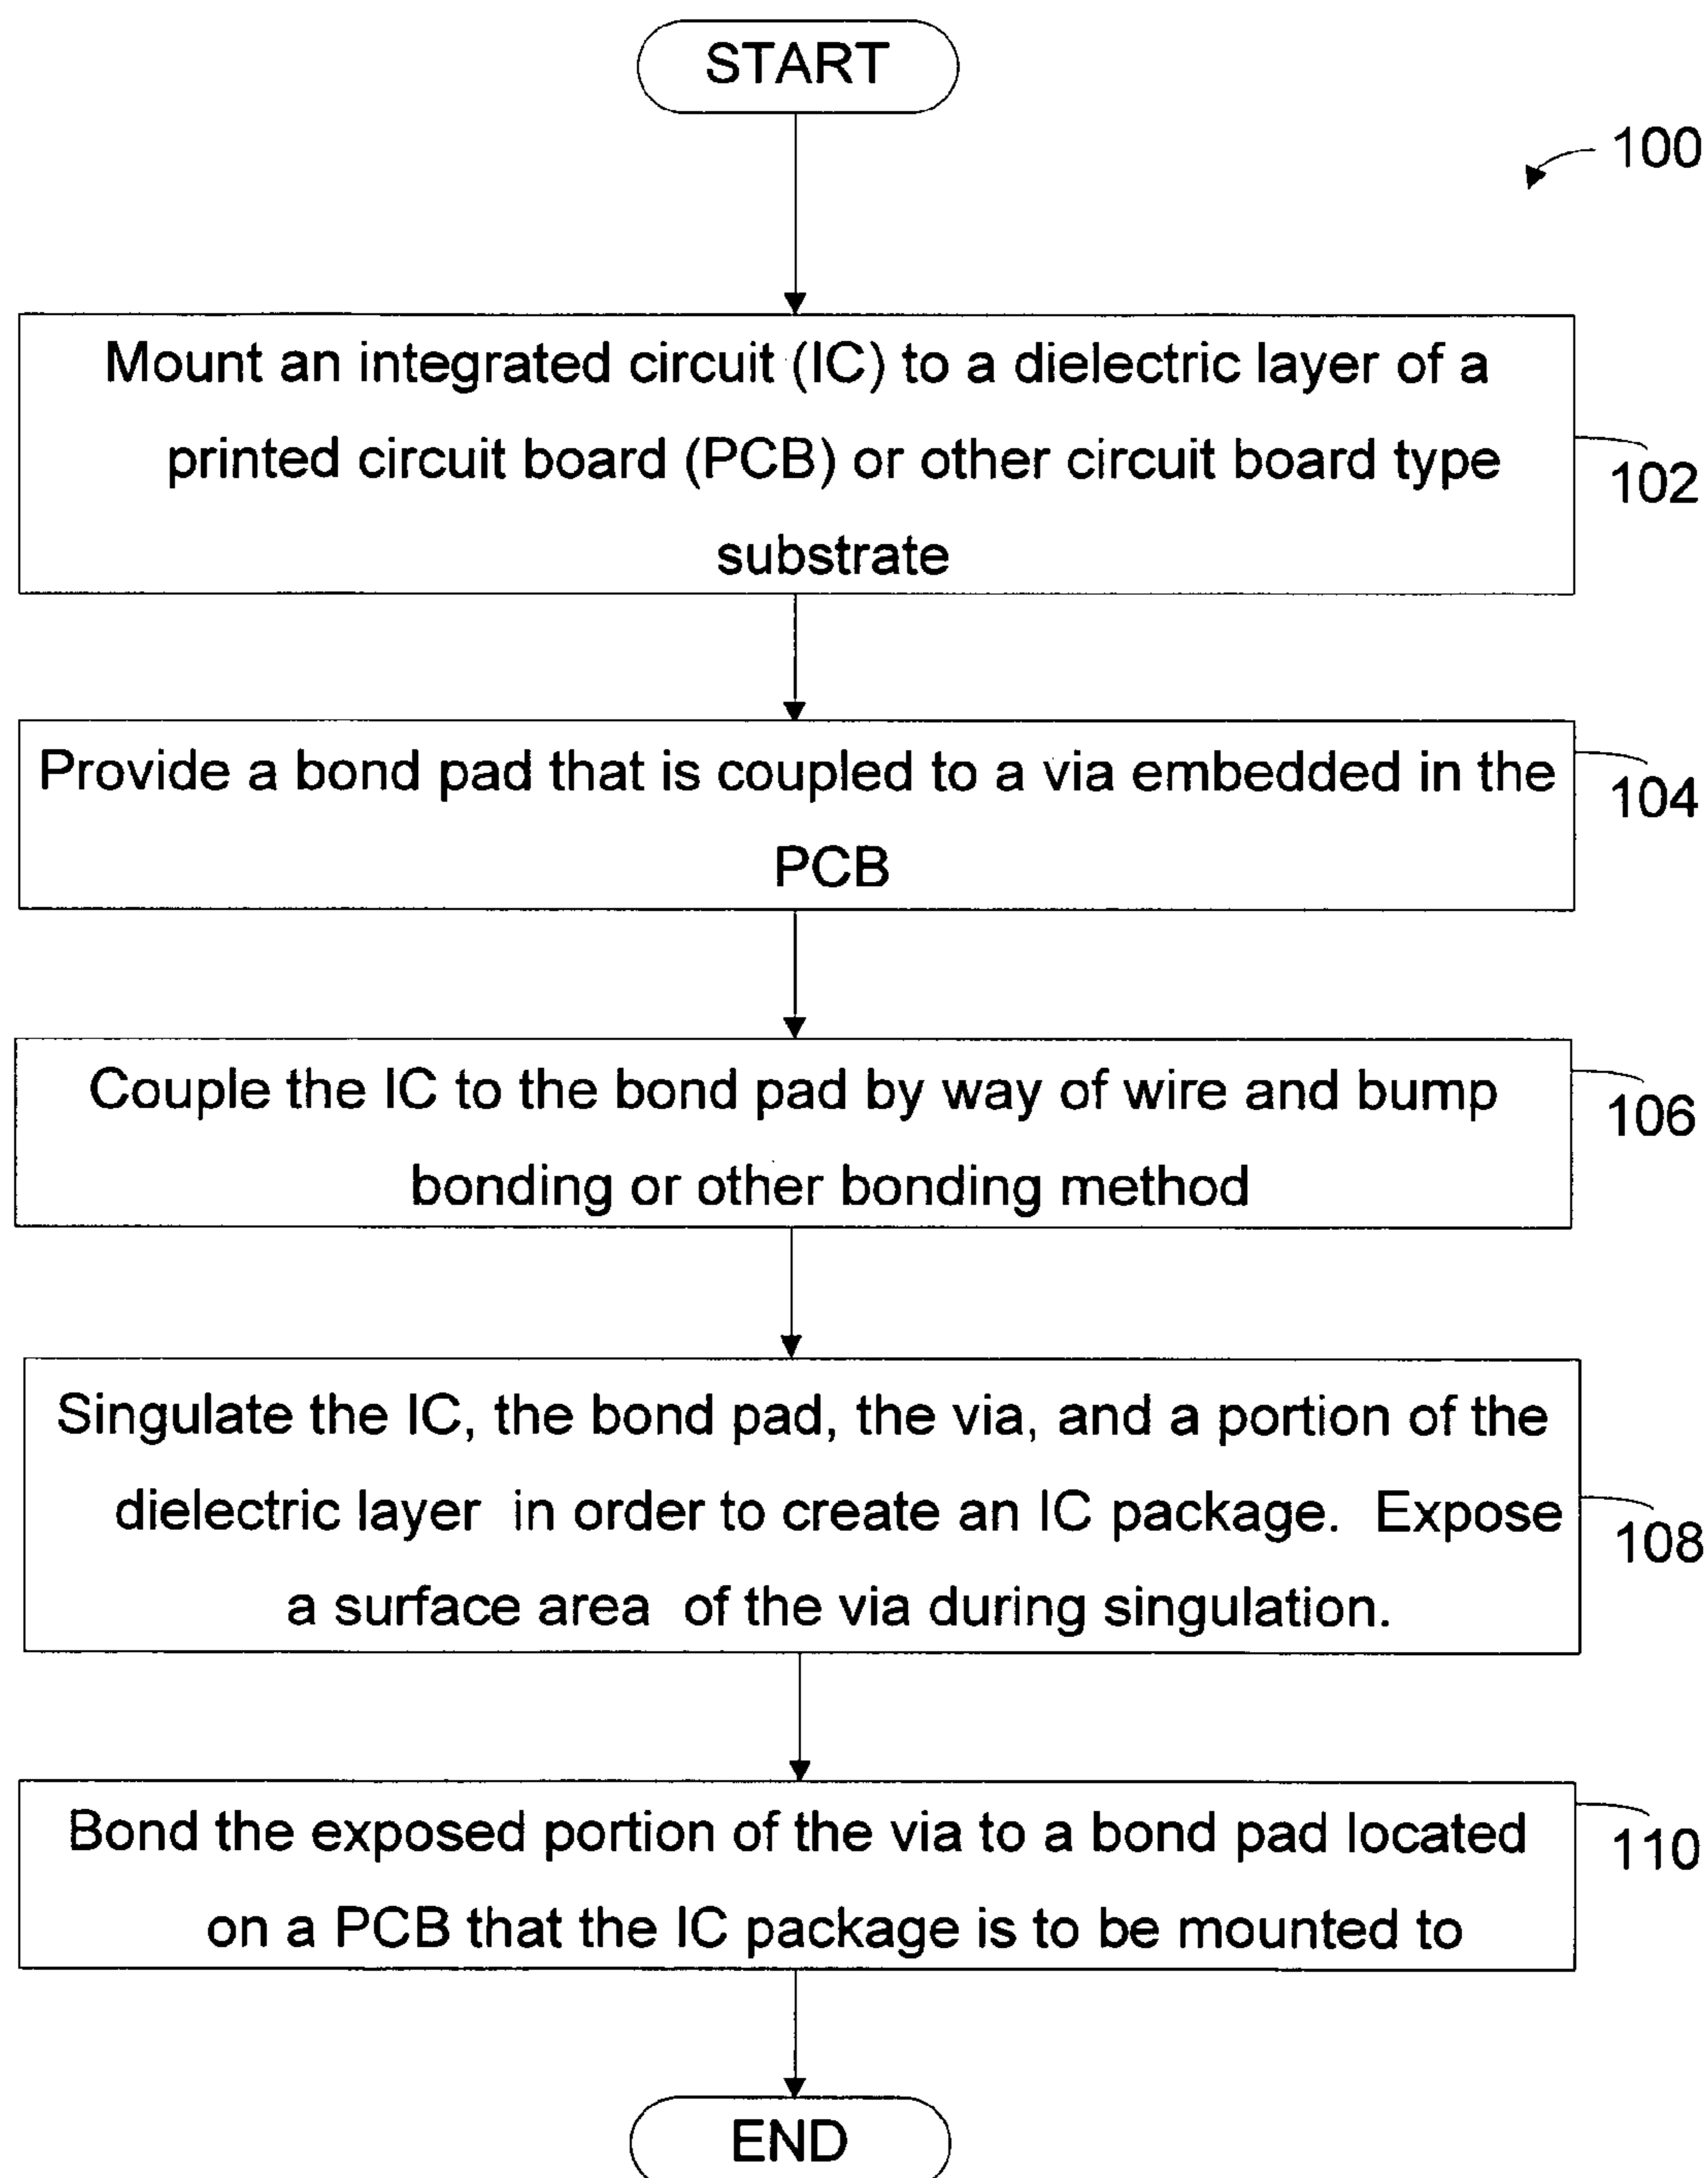 START
100
Mount an integrated circuit (IC) to a dielectric layer of a
printed circuit board (PCB) or other circuit board type
substrate
102
Provide a bond pad that is coupled to a via embedded in the
PCB
104
Couple the IC to the bond pad by way of wire and bump
bonding or other bonding method
106
Singulate the IC, the bond pad, the via, and a portion of the
dielectric layer in order to create an IC package. Expose
a surface area of the via during singulation.
108
Bond the exposed portion of the via to a bond pad located
on a PCB that the IC package is to be mounted to
110
END